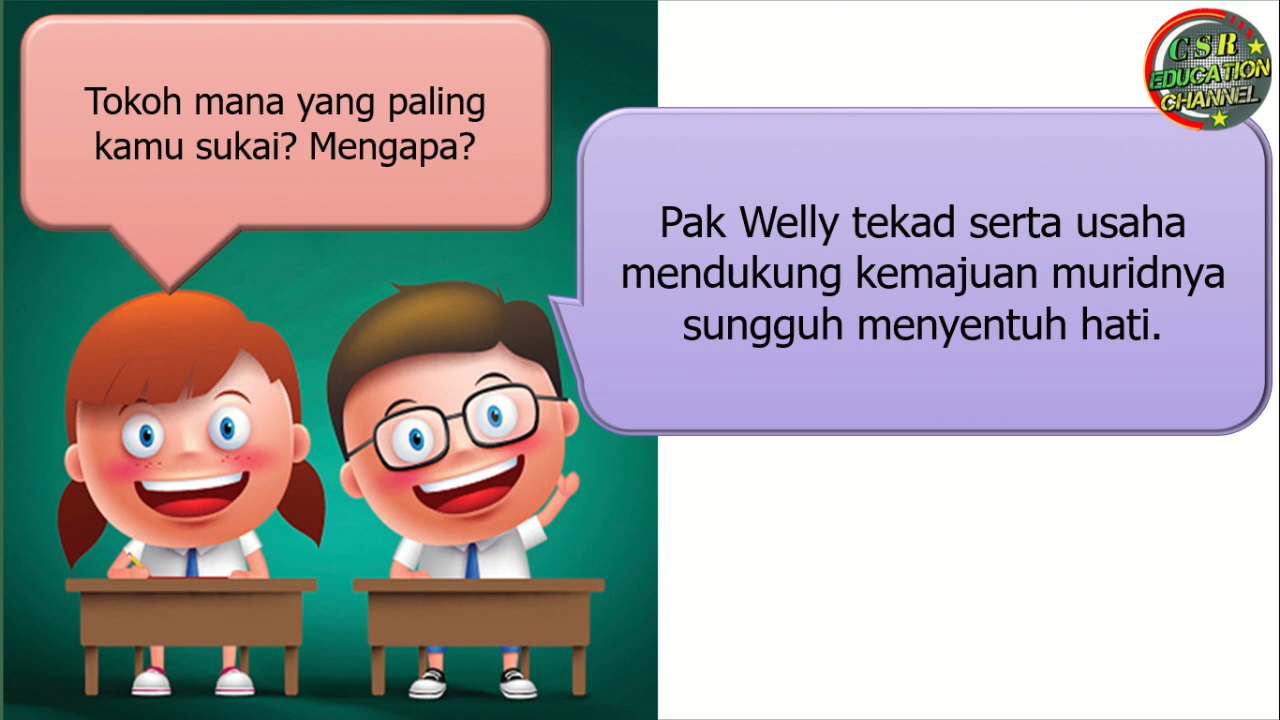 Tokoh mana yang paling
kamu sukai? Mengapa?
Pak Welly tekad serta usaha
mendukung kemajuan muridnya
sungguh menyentuh hati.
CSR
EDUCATION
CHANNEL